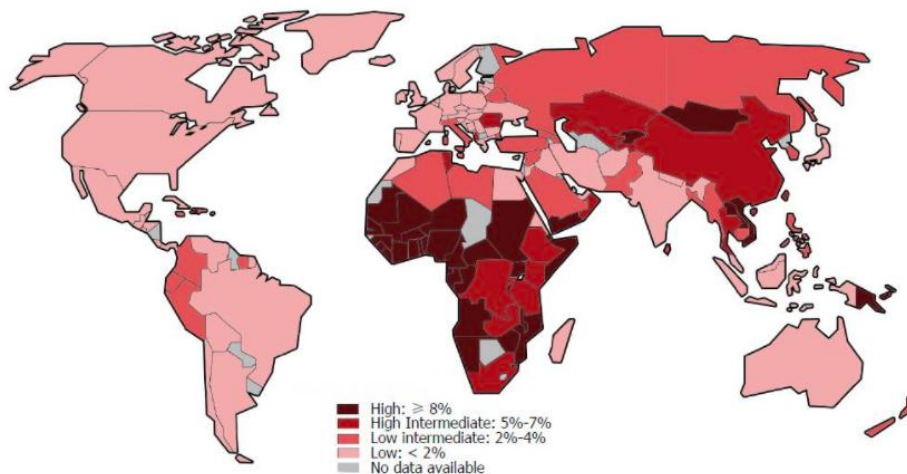 High: ⩾ 8%
High Intermediate: 5%-7%
Low intermediate: 2%-4%
Low: < 2%
No data available